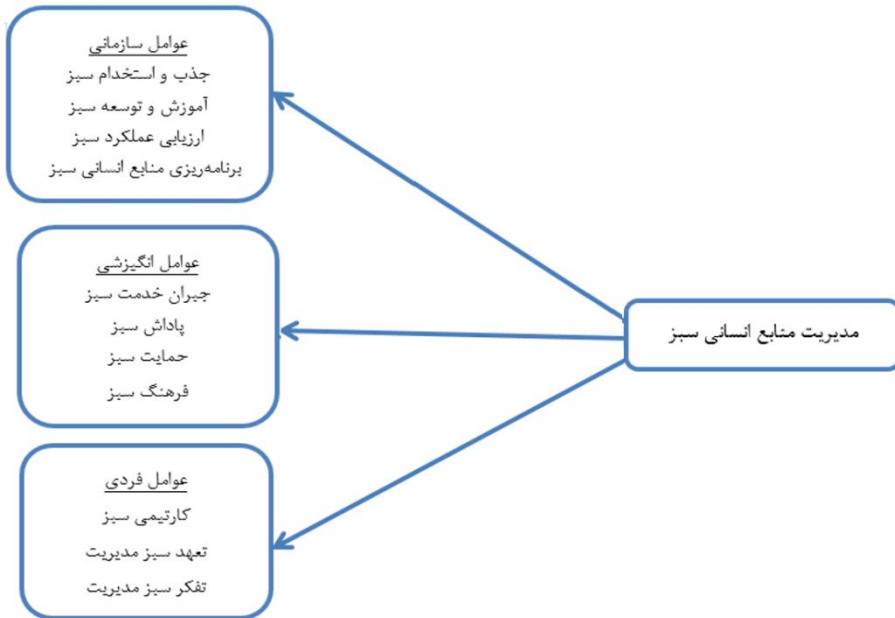 عوامل سازمانی
جذب و استخدام سبز
آموزش و توسعه سبز
ارزیابی عملکرد سبز
برنامه‌ریزی منابع انسانی سبز
عوامل انگیزشی
جبران خدمت سبز
پاداش سبز
حمایت سبز
فرهنگ سبز
عوامل فردی
کارتیمی سبز
تعهد سبز مدیریت
تفکر سبز مدیریت
مدیریت منابع انسانی سبز